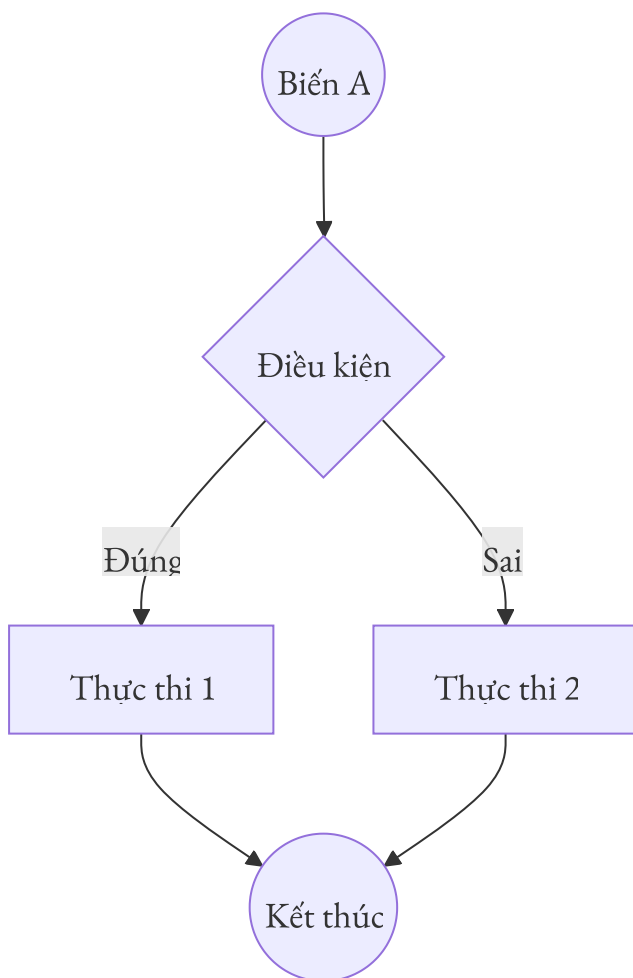 Biến A
Điều kiện
Đúng
Sai
Thực thi 1
Thực thi 2
Kết thúc